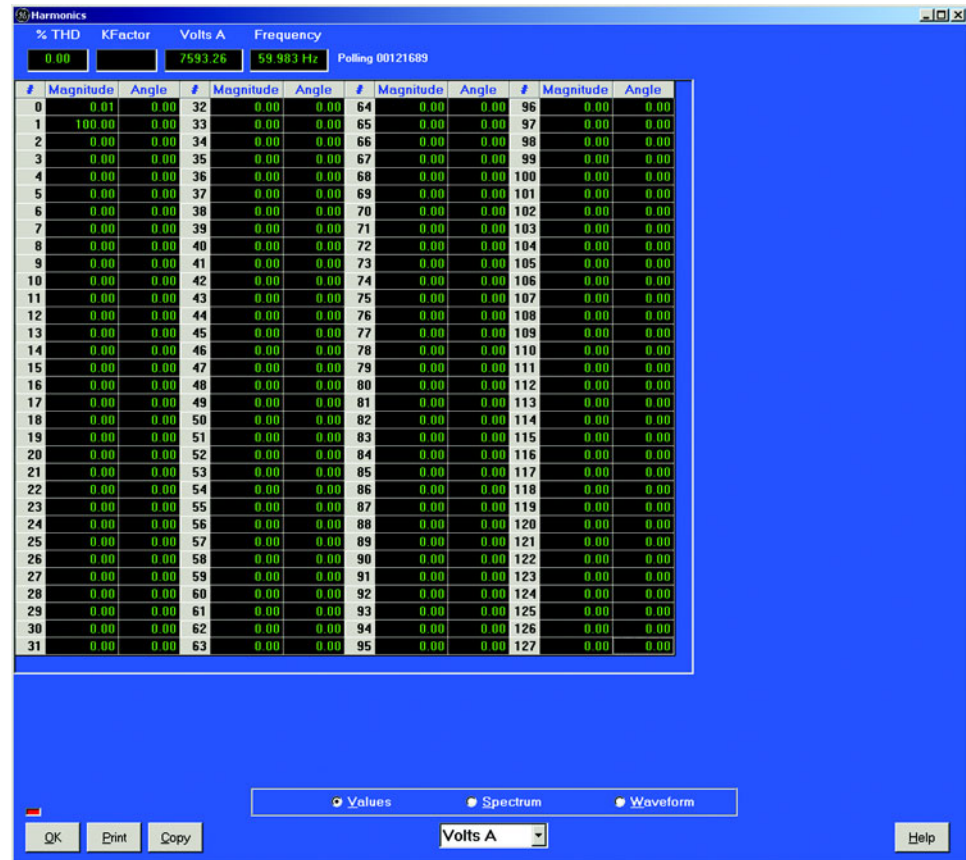 Harmonics
% THD KFactor Volts A Frequency
0.00 7593.26 59.983 Hz Polling 00121689
# Magnitude Angle # Magnitude Angle # Magnitude Angle # Magnitude Angle
0 0.01 0.00 32 0.00 0.00 64 0.00 0.00 96 0.00 0.00
1 100.00 0.00 33 0.00 0.00 65 0.00 0.00 97 0.00 0.00
2 0.00 0.00 34 0.00 0.00 66 0.00 0.00 98 0.00 0.00
3 0.00 0.00 35 0.00 0.00 67 0.00 0.00 99 0.00 0.00
4 0.00 0.00 36 0.00 0.00 68 0.00 0.00 100 0.00 0.00
5 0.00 0.00 37 0.00 0.00 69 0.00 0.00 101 0.00 0.00
6 0.00 0.00 38 0.00 0.00 70 0.00 0.00 102 0.00 0.00
7 0.00 0.00 39 0.00 0.00 71 0.00 0.00 103 0.00 0.00
8 0.00 0.00 40 0.00 0.00 72 0.00 0.00 104 0.00 0.00
9 0.00 0.00 41 0.00 0.00 73 0.00 0.00 105 0.00 0.00
10 0.00 0.00 42 0.00 0.00 74 0.00 0.00 106 0.00 0.00
11 0.00 0.00 43 0.00 0.00 75 0.00 0.00 107 0.00 0.00
12 0.00 0.00 44 0.00 0.00 76 0.00 0.00 108 0.00 0.00
13 0.00 0.00 45 0.00 0.00 77 0.00 0.00 109 0.00 0.00
14 0.00 0.00 46 0.00 0.00 78 0.00 0.00 110 0.00 0.00
15 0.00 0.00 47 0.00 0.00 79 0.00 0.00 111 0.00 0.00
16 0.00 0.00 48 0.00 0.00 80 0.00 0.00 112 0.00 0.00
17 0.00 0.00 49 0.00 0.00 81 0.00 0.00 113 0.00 0.00
18 0.00 0.00 50 0.00 0.00 82 0.00 0.00 114 0.00 0.00
19 0.00 0.00 51 0.00 0.00 83 0.00 0.00 115 0.00 0.00
20 0.00 0.00 52 0.00 0.00 84 0.00 0.00 116 0.00 0.00
21 0.00 0.00 53 0.00 0.00 85 0.00 0.00 117 0.00 0.00
22 0.00 0.00 54 0.00 0.00 86 0.00 0.00 118 0.00 0.00
23 0.00 0.00 55 0.00 0.00 87 0.00 0.00 119 0.00 0.00
24 0.00 0.00 56 0.00 0.00 88 0.00 0.00 120 0.00 0.00
25 0.00 0.00 57 0.00 0.00 89 0.00 0.00 121 0.00 0.00
26 0.00 0.00 58 0.00 0.00 90 0.00 0.00 122 0.00 0.00
27 0.00 0.00 59 0.00 0.00 91 0.00 0.00 123 0.00 0.00
28 0.00 0.00 60 0.00 0.00 92 0.00 0.00 124 0.00 0.00
29 0.00 0.00 61 0.00 0.00 93 0.00 0.00 125 0.00 0.00
30 0.00 0.00 62 0.00 0.00 94 0.00 0.00 126 0.00 0.00
31 0.00 0.00 63 0.00 0.00 95 0.00 0.00 127 0.00 0.00
Values Spectrum Waveform
OK Print Copy Volts A Help